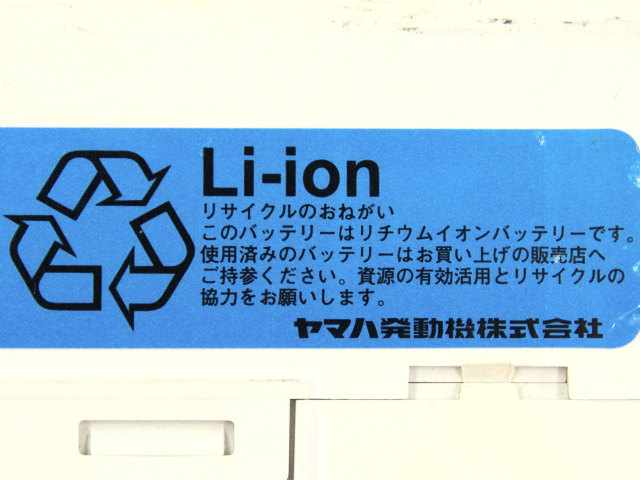 Li-ion
リサイクルのおねがい
このバッテリーはリチウムイオンバッテリーです。
使用済みのバッテリーはお買い上げの販売店へ
ご持参ください。資源の有効活用とリサイクルの
協力をお願いします。
ヤマハ発動機株式会社